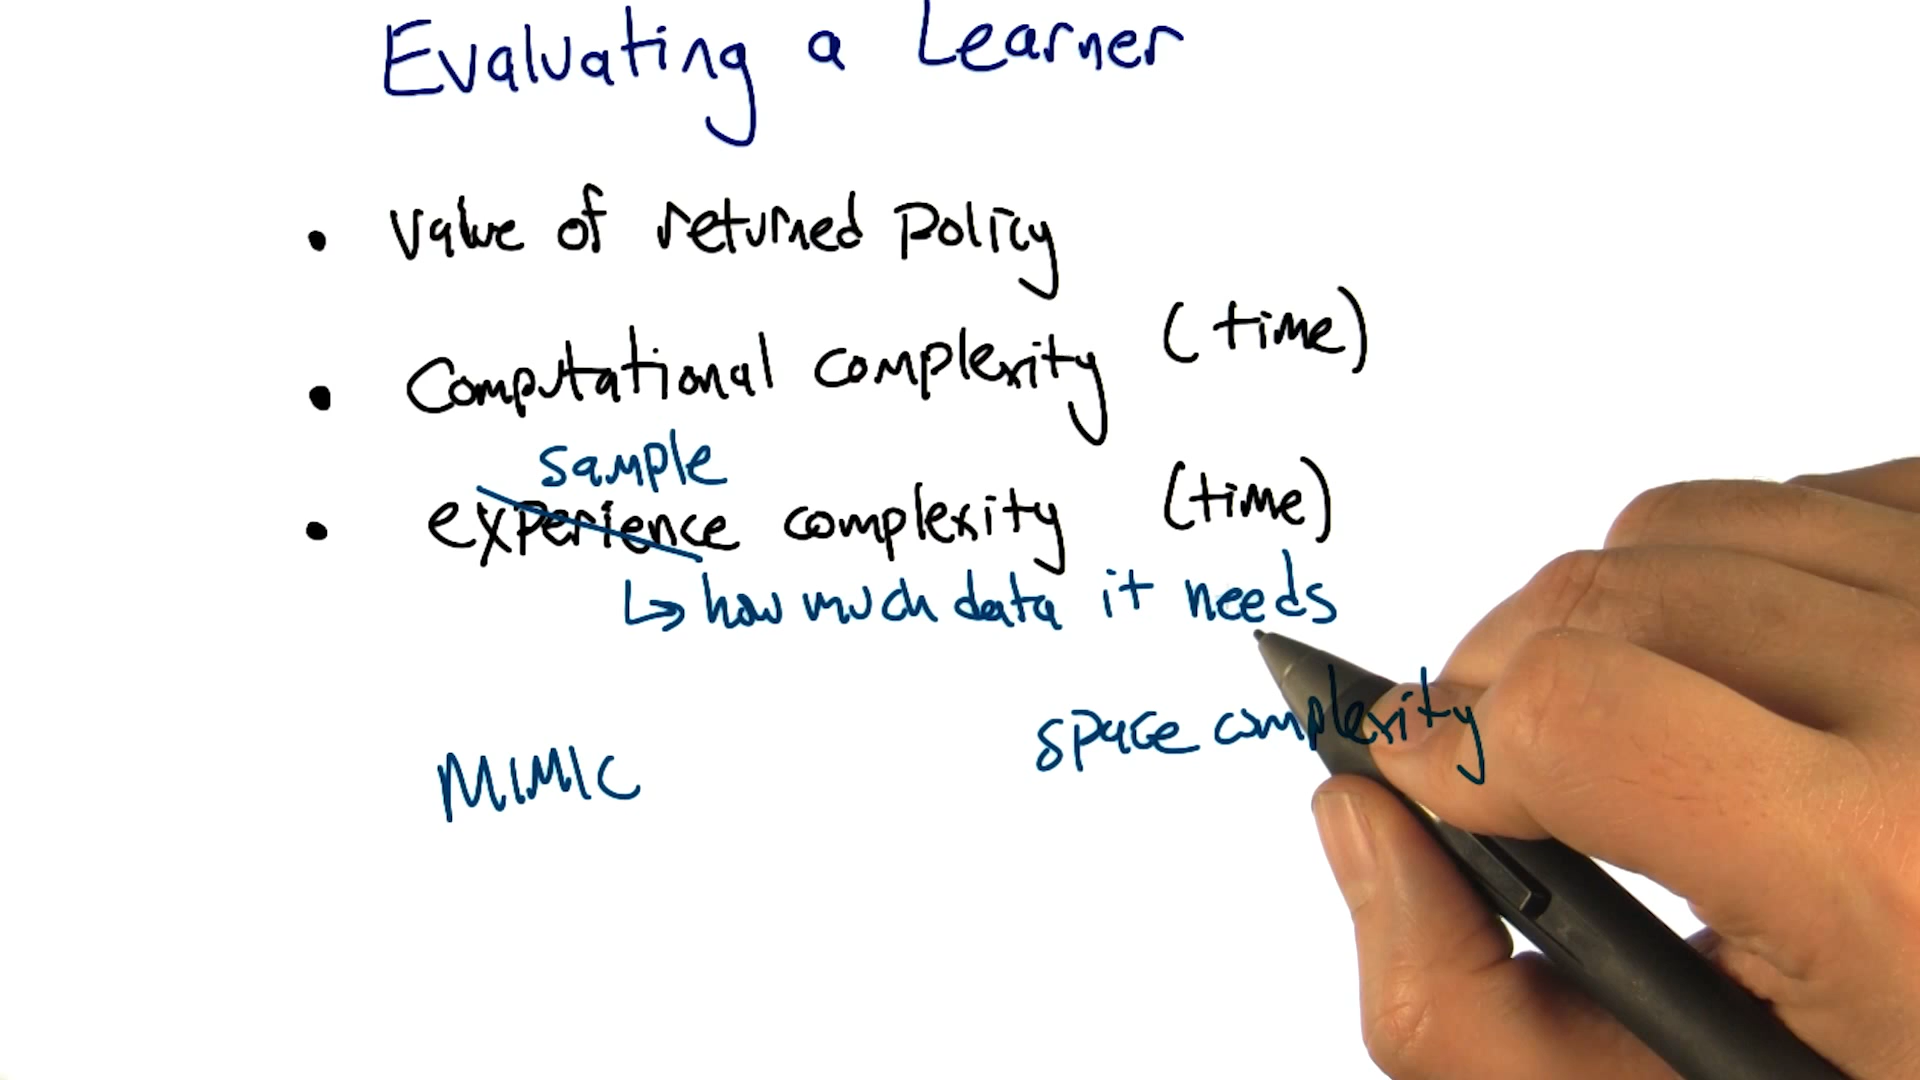 Evaluating a Learner
• Value of returned policy
• Computational complexity (time)
sample
• experience complexity (time)
↳ how much data it needs
space complexity
MIMIC